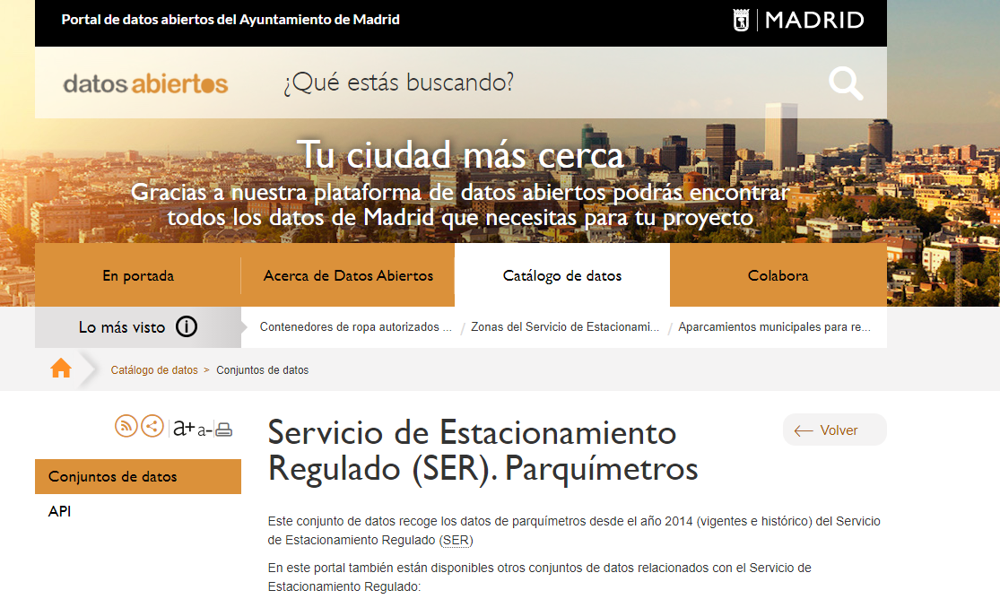 Portal de datos abiertos del Ayuntamiento de Madrid
MADRID
datos abiertos
¿Qué estás buscando?
Tu ciudad más cerca
Gracias a nuestra plataforma de datos abiertos podrás encontrar
todos los datos de Madrid que necesitas para tu proyecto
En portada
Acerca de Datos Abiertos
Catálogo de datos
Colabora
Lo más visto
Contenedores de ropa autorizados ...
/ Zonas del Servicio de Estacionami...
/ Aparcamientos municipales para re...
Catálogo de datos > Conjuntos de datos
a+ a-
Servicio de Estacionamiento
Regulado (SER). Parquímetros
Volver
Conjuntos de datos
API
Este conjunto de datos recoge los datos de parquímetros desde el año 2014 (vigentes e histórico) del Servicio
de Estacionamiento Regulado (SER)
En este portal también están disponibles otros conjuntos de datos relacionados con el Servicio de
Estacionamiento Regulado: